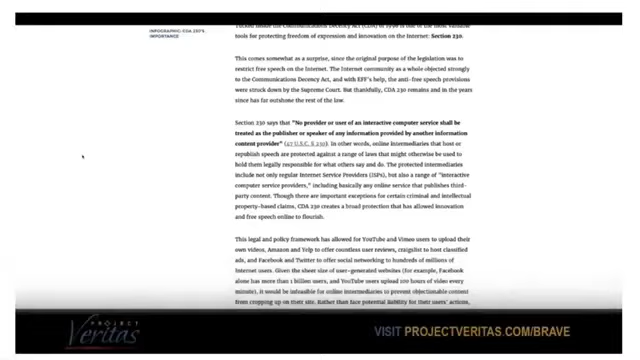 INFOGRAPHIC: CDA 230'S
IMPORTANCE
Tucked inside the Communications Decency Act (CDA) of 1996 is one of the most valuable
tools for protecting freedom of expression and innovation on the Internet: Section 230.
This comes somewhat as a surprise, since the original purpose of the legislation was to
restrict free speech on the Internet. The Internet community as a whole objected strongly
to the Communications Decency Act, and with EFF's help, the anti-free speech provisions
were struck down by the Supreme Court. But thankfully, CDA 230 remains and in the years
since has far outshone the rest of the law.
Section 230 says that "No provider or user of an interactive computer service shall be
treated as the publisher or speaker of any information provided by another information
content provider" (47 U.S.C. § 230). In other words, online intermediaries that host or
republish speech are protected against a range of laws that might otherwise be used to
hold them legally responsible for what others say and do. The protected intermediaries
include not only regular Internet Service Providers (ISPs), but also a range of "interactive
computer service providers," including basically any online service that publishes third-
party content. Though there are important exceptions for certain criminal and intellectual
property-based claims, CDA 230 creates a broad protection that has allowed innovation
and free speech online to flourish.
This legal and policy framework has allowed for YouTube and Vimeo users to upload their
own videos, Amazon and Yelp to offer countless user reviews, craigslist to host classified
ads, and Facebook and Twitter to offer social networking to hundreds of millions of
Internet users. Given the sheer size of user-generated websites (for example, Facebook
alone has more than 1 billion users, and YouTube users upload 100 hours of video every
minute), it would be infeasible for online intermediaries to prevent objectionable content
from cropping up on their site. Rather than face potential liability for their users' actions,
PROJECT
Veritas
VISIT PROJECTVERITAS.COM/BRAVE